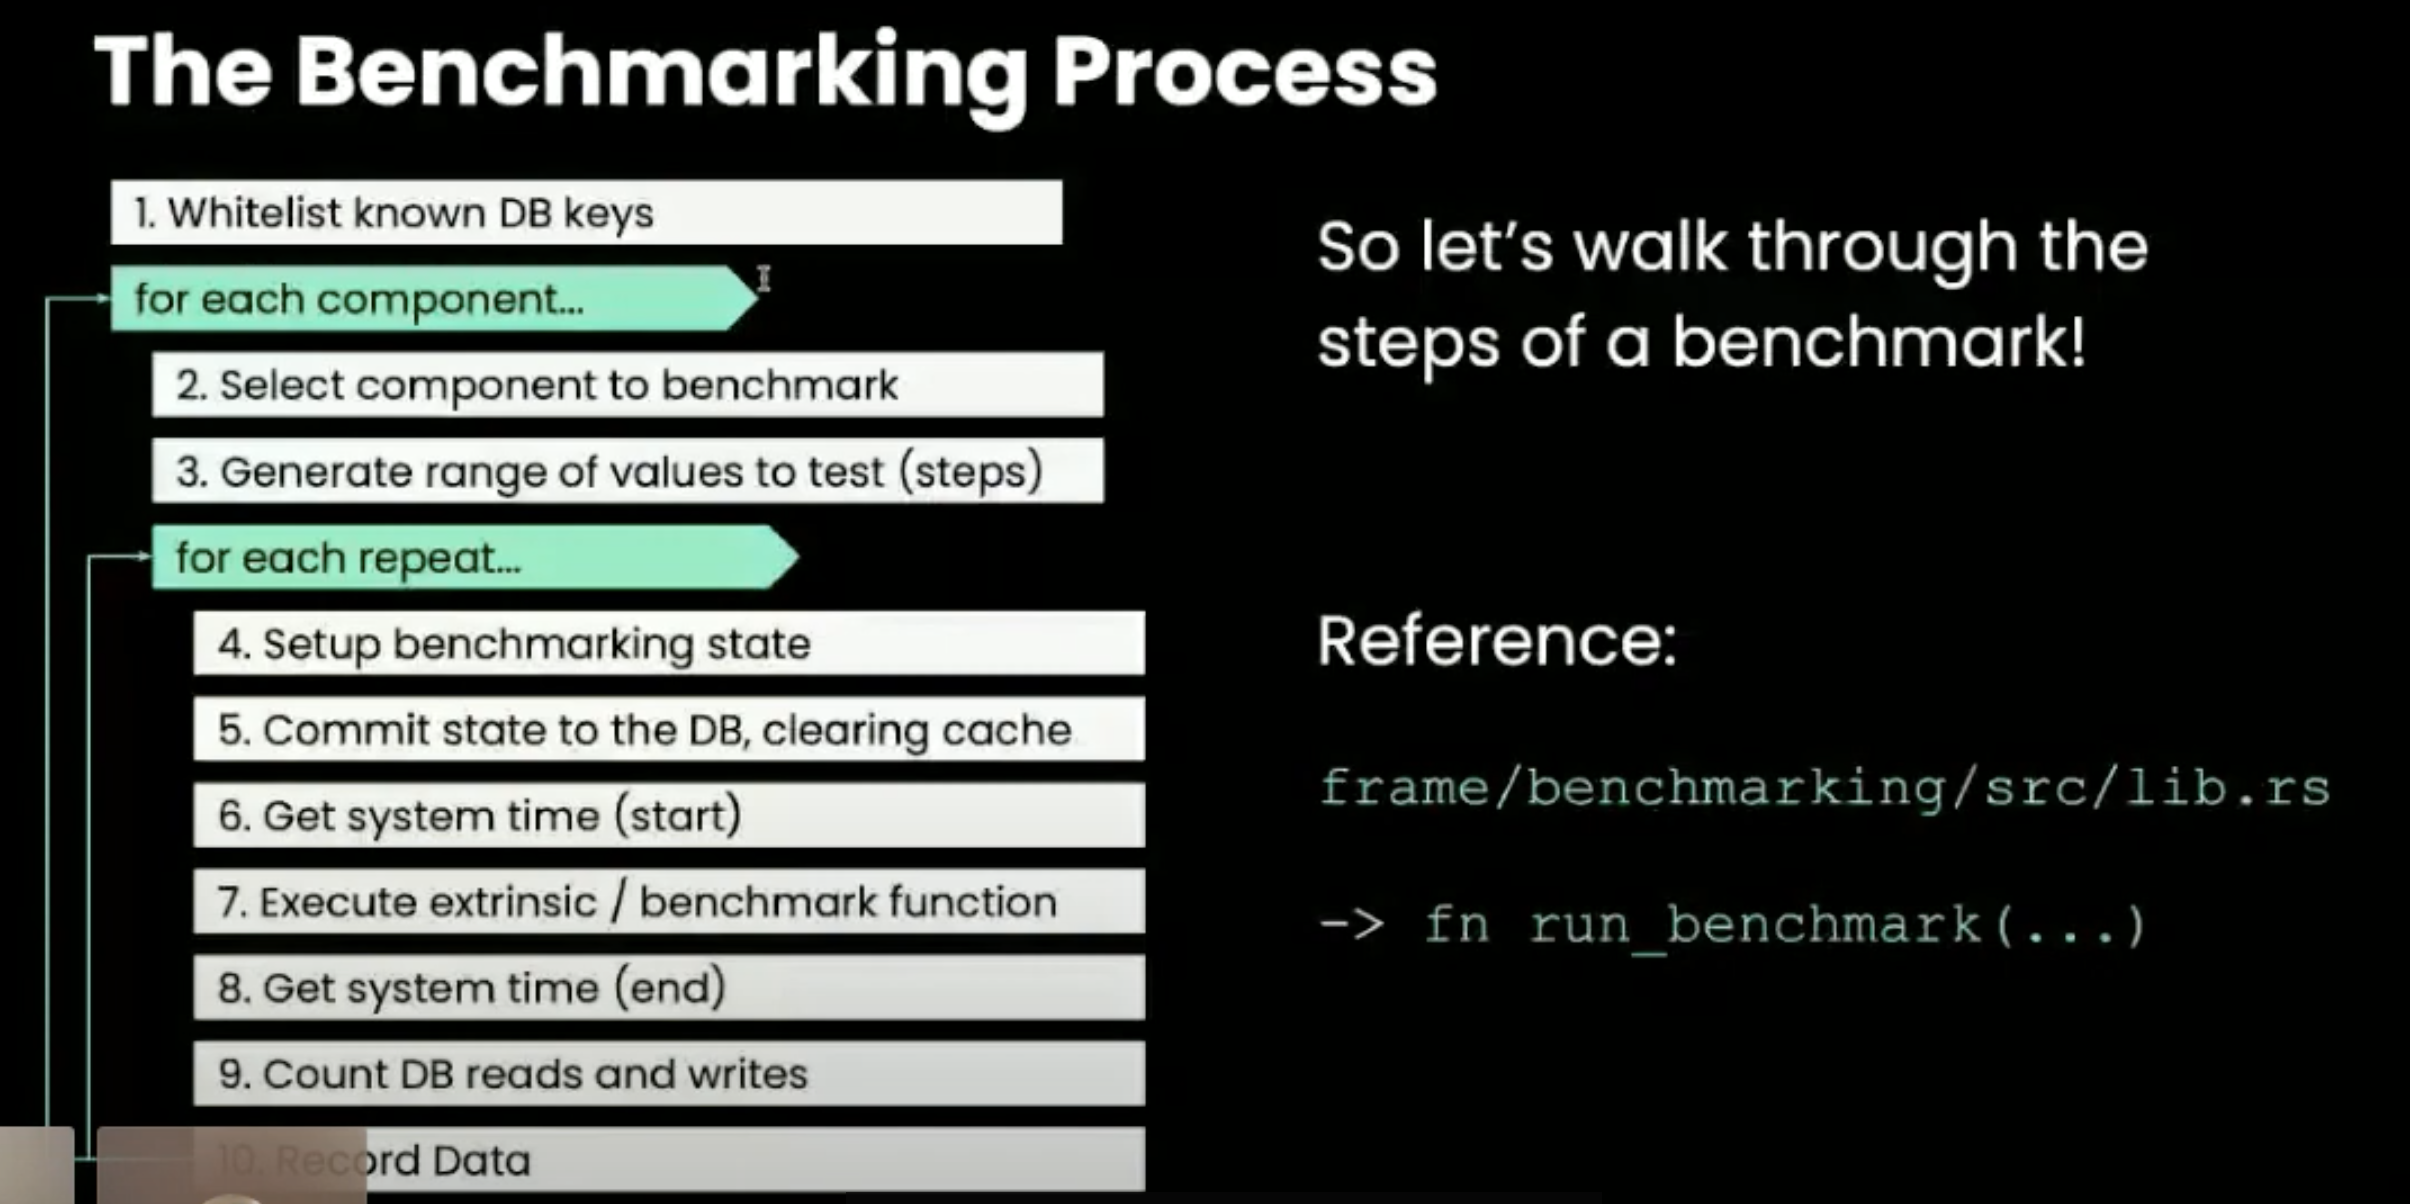 The Benchmarking Process
1. Whitelist known DB keys
for each component...
2. Select component to benchmark
3. Generate range of values to test (steps)
for each repeat...
4. Setup benchmarking state
5. Commit state to the DB, clearing cache
6. Get system time (start)
7. Execute extrinsic / benchmark function
8. Get system time (end)
9. Count DB reads and writes
10. Record Data
So let's walk through the
steps of a benchmark!
Reference:
frame/benchmarking/src/lib.rs
-> fn run_benchmark(...)